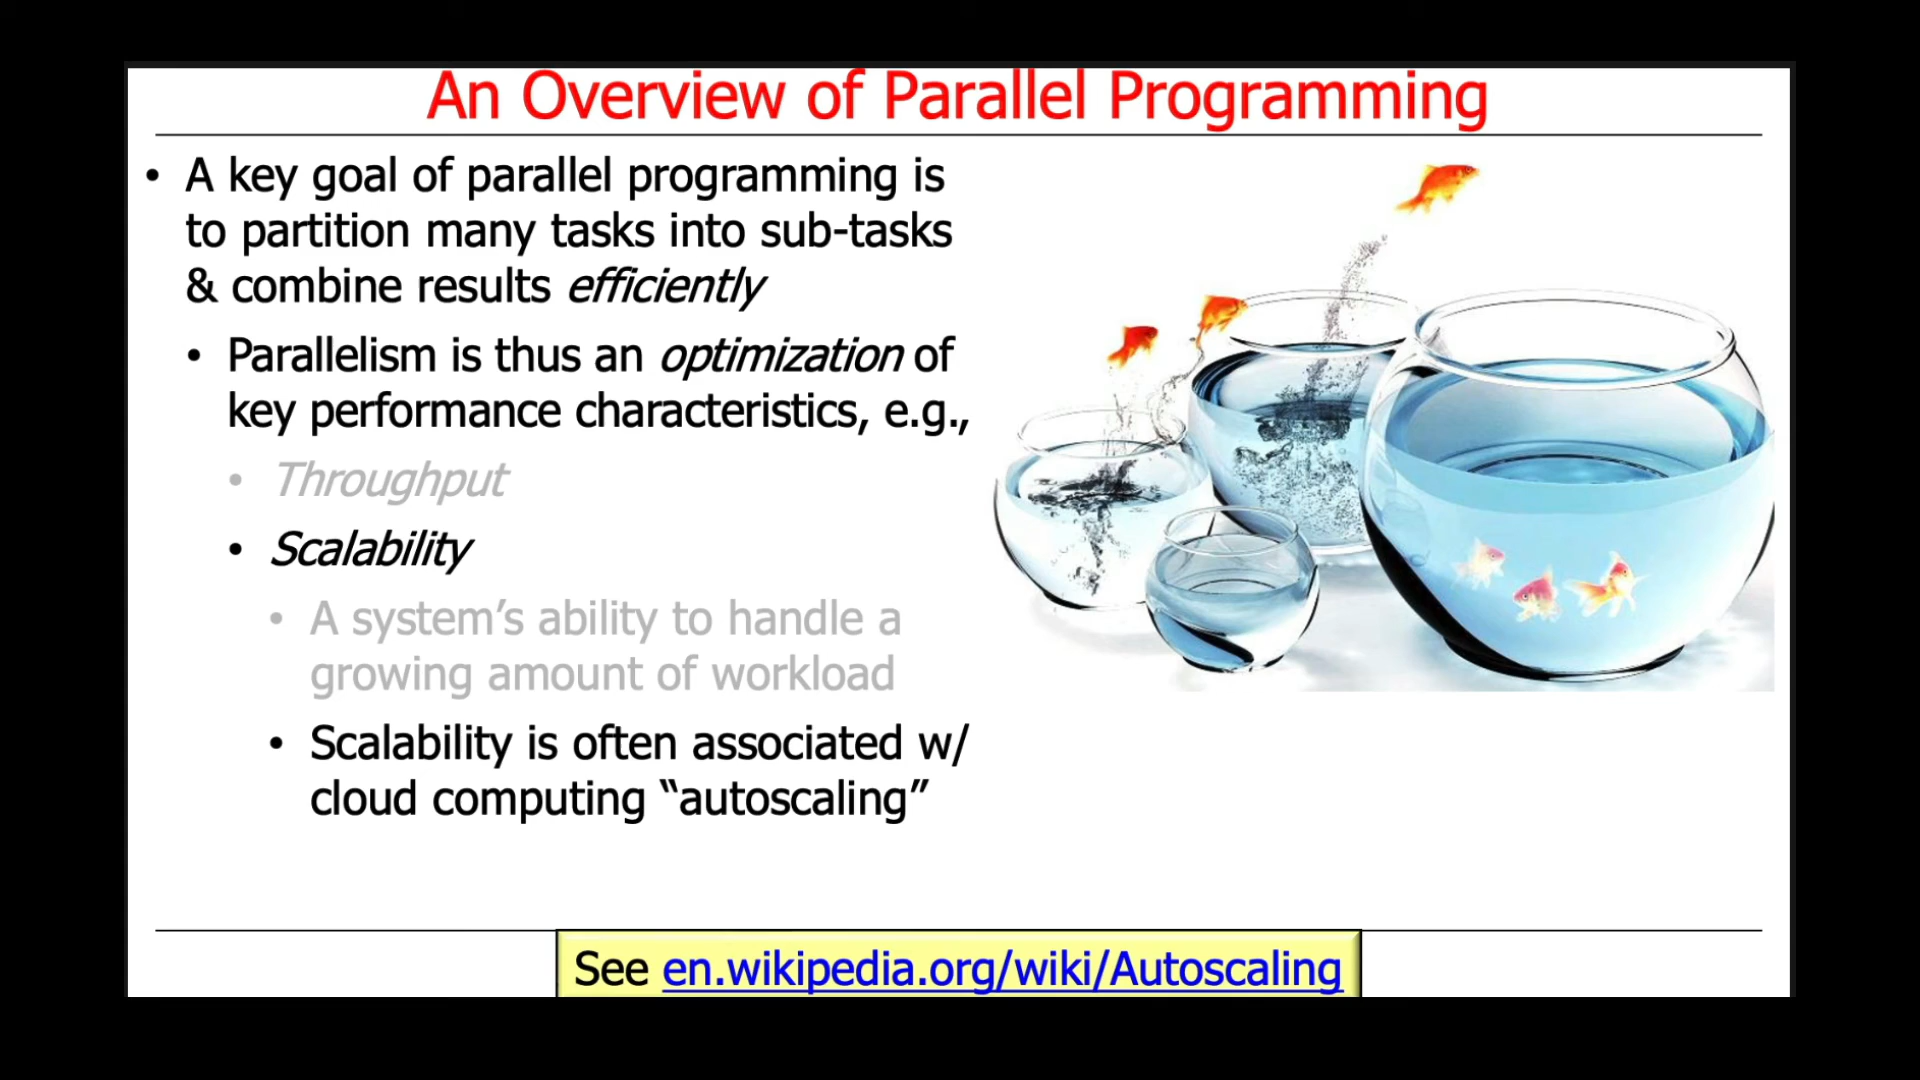 An Overview of Parallel Programming
• A key goal of parallel programming is
to partition many tasks into sub-tasks
& combine results efficiently
• Parallelism is thus an optimization of
key performance characteristics, e.g.,
• Throughput
• Scalability
• A system’s ability to handle a
growing amount of workload
• Scalability is often associated w/
cloud computing “autoscaling”
See en.wikipedia.org/wiki/Autoscaling